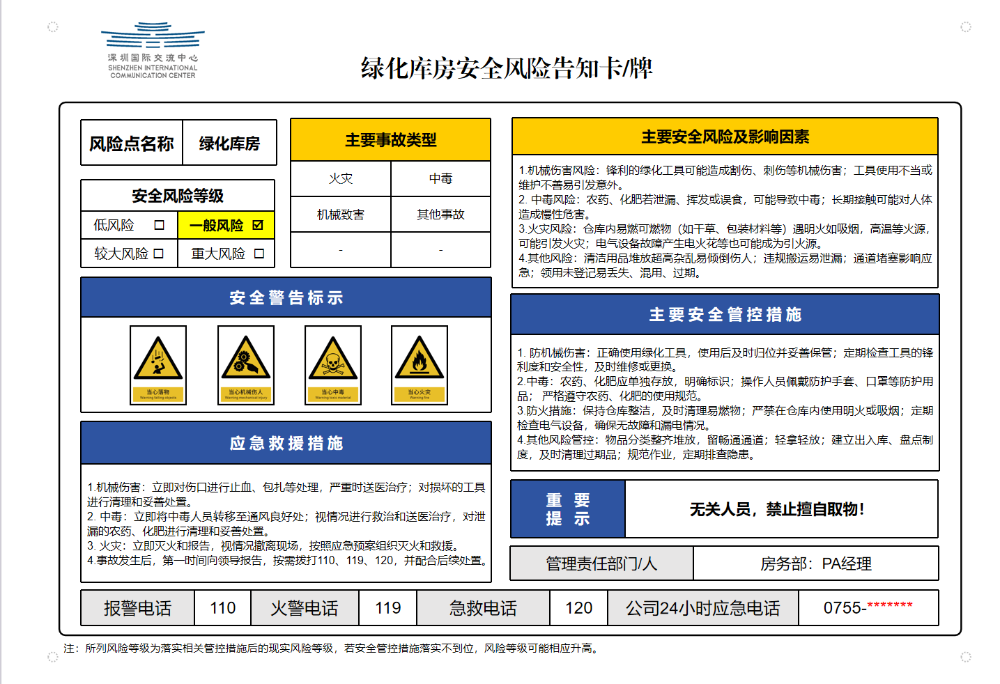 深圳国际交流中心
SHENZHEN INTERNATIONAL
COMMUNICATION CENTER
绿化库房安全风险告知卡/牌
风险点名称 绿化库房
安全风险等级
低风险 ☐ 一般风险 ☑
较大风险 ☐ 重大风险 ☐
主要事故类型
火灾 中毒
机械致害 其他事故
- -
主要安全风险及影响因素
1.机械伤害风险：锋利的绿化工具可能造成割伤、刺伤等机械伤害；工具使用不当或
维护不善易引发意外。
2. 中毒风险：农药、化肥若泄漏、挥发或误食，可能导致中毒；长期接触可能对人体
造成慢性危害。
3.火灾风险：仓库内易燃可燃物（如干草、包装材料等）遇明火如吸烟，高温等火源，
可能引发火灾；电气设备故障产生电火花等也可能成为引火源。
4.其他风险：清洁用品堆放超高杂乱易倾倒伤人；违规搬运易泄漏；通道堵塞影响应
急；领用未登记易丢失、混用、过期。
安全警告标示
当心落物
Warning falling objects
当心机械伤人
Warning mechanical injury
当心中毒
Warning toxic material
当心火灾
Warning fire
主要安全管控措施
1. 防机械伤害：正确使用绿化工具，使用后及时归位并妥善保管；定期检查工具的锋
利度和安全性，及时维修或更换。
2.中毒：农药、化肥应单独存放，明确标识；操作人员佩戴防护手套、口罩等防护用
品； 严格遵守农药、化肥的使用规范。
3.防火措施：保持仓库整洁，及时清理易燃物；严禁在仓库内使用明火或吸烟；定期
检查电气设备，确保无故障和漏电情况。
4.其他风险管控：物品分类整齐堆放，留畅通通道；轻拿轻放；建立出入库、盘点制
度，及时清理过期品；规范作业，定期排查隐患。
应急救援措施
1.机械伤害：立即对伤口进行止血、包扎等处理，严重时送医治疗；对损坏的工具
进行清理和妥善处置。
2. 中毒：立即将中毒人员转移至通风良好处；视情况进行救治和送医治疗，对泄
漏的农药、化肥进行清理和妥善处置。
3. 火灾：立即灭火和报告，视情况撤离现场，按照应急预案组织灭火和救援。
4.事故发生后，第一时间向领导报告，按需拨打110、119、120，并配合后续处置。
重 要
提 示
无关人员，禁止擅自取物！
管理责任部门/人 房务部：PA经理
报警电话 110 火警电话 119 急救电话 120 公司24小时应急电话 0755-*******
注：所列风险等级为落实相关管控措施后的现实风险等级，若安全管控措施落实不到位，风险等级可能相应升高。